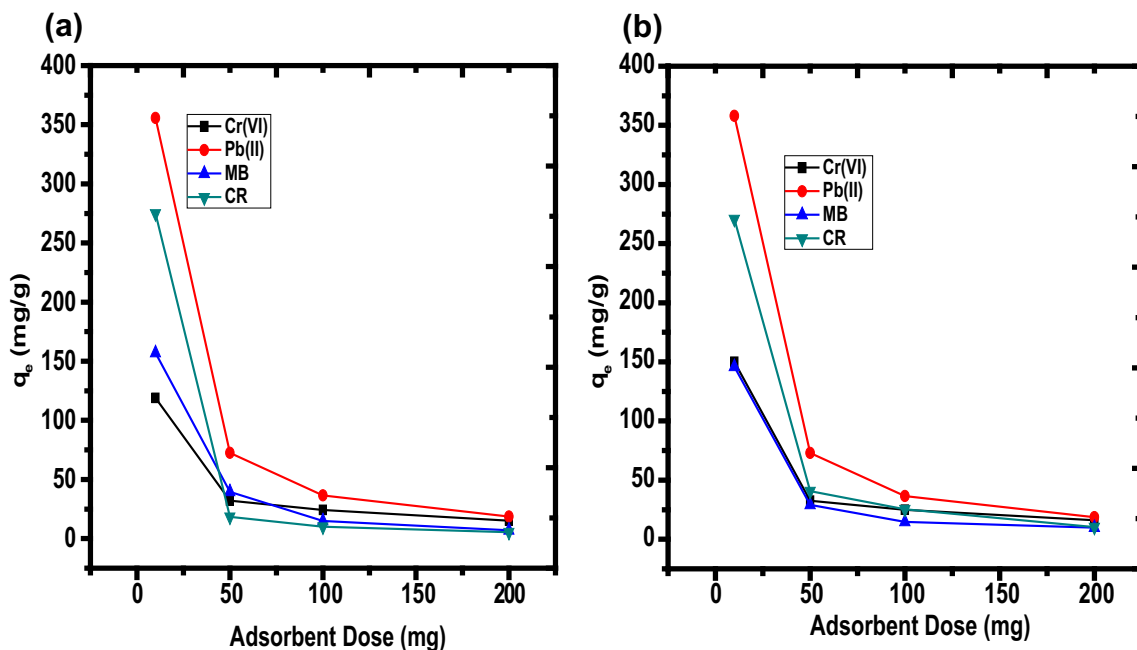 (a)
400
350
300
250
200
150
100
50
0
qe (mg/g)
Cr(VI)
Pb(II)
MB
CR
0 50 100 150 200
Adsorbent Dose (mg)
(b)
400
350
300
250
200
150
100
50
0
qe (mg/g)
Cr(VI)
Pb(II)
MB
CR
0 50 100 150 200
Adsorbent Dose (mg)